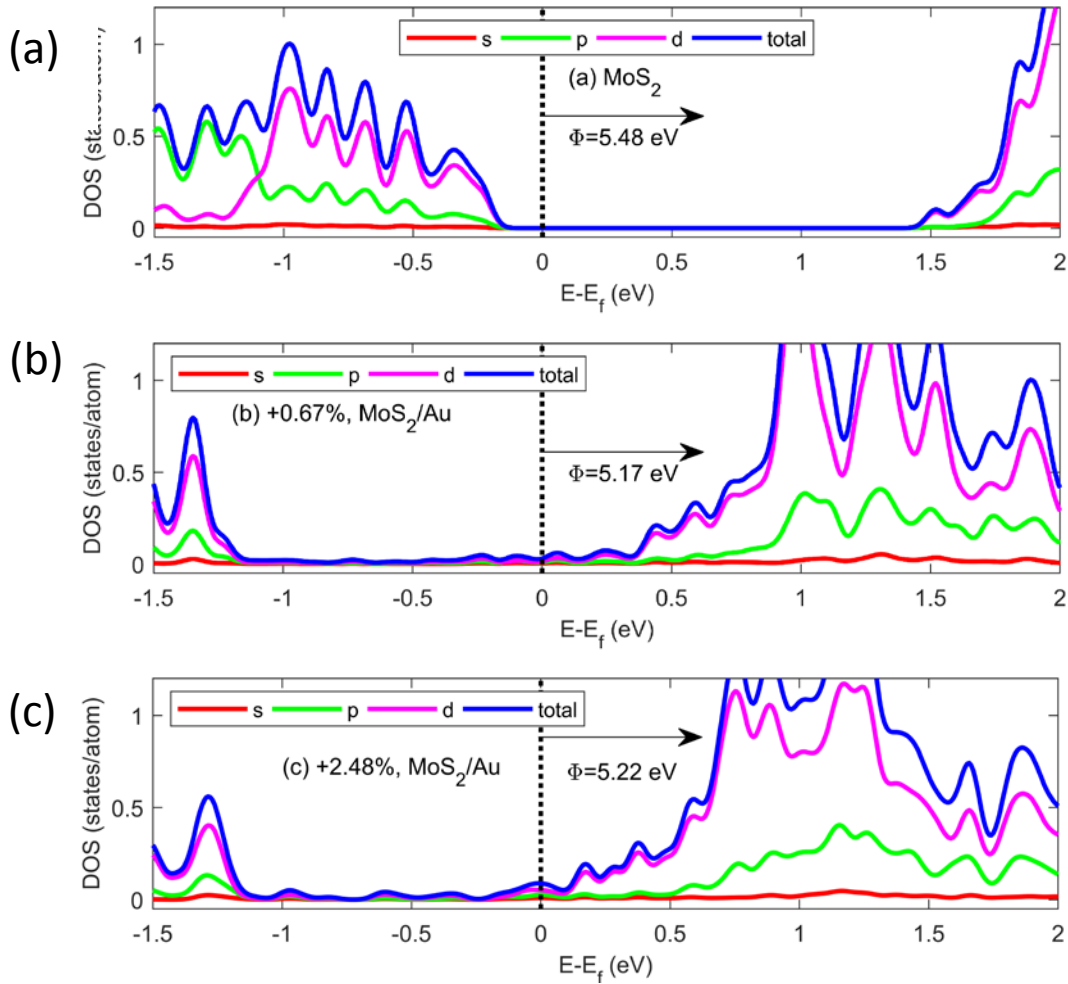 (a)
DOS (states/atom)
1
0.5
0
s p d total
(a) MoS₂
Φ=5.48 eV
-1.5 -1 -0.5 0 0.5 1 1.5 2
E-E_f (eV)
(b)
DOS (states/atom)
1
0.5
0
s p d total
(b) +0.67%, MoS₂/Au
Φ=5.17 eV
-1.5 -1 -0.5 0 0.5 1 1.5 2
E-E_f (eV)
(c)
DOS (states/atom)
1
0.5
0
s p d total
(c) +2.48%, MoS₂/Au
Φ=5.22 eV
-1.5 -1 -0.5 0 0.5 1 1.5 2
E-E_f (eV)